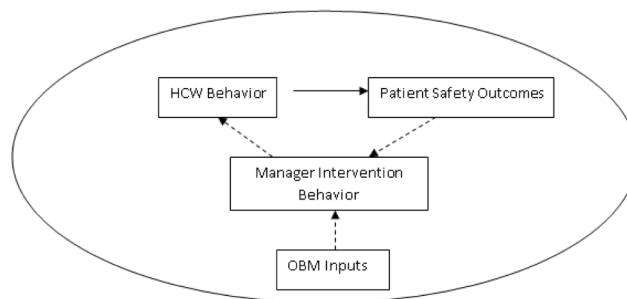 HCW Behavior
Patient Safety Outcomes
Manager Intervention
Behavior
OBM Inputs